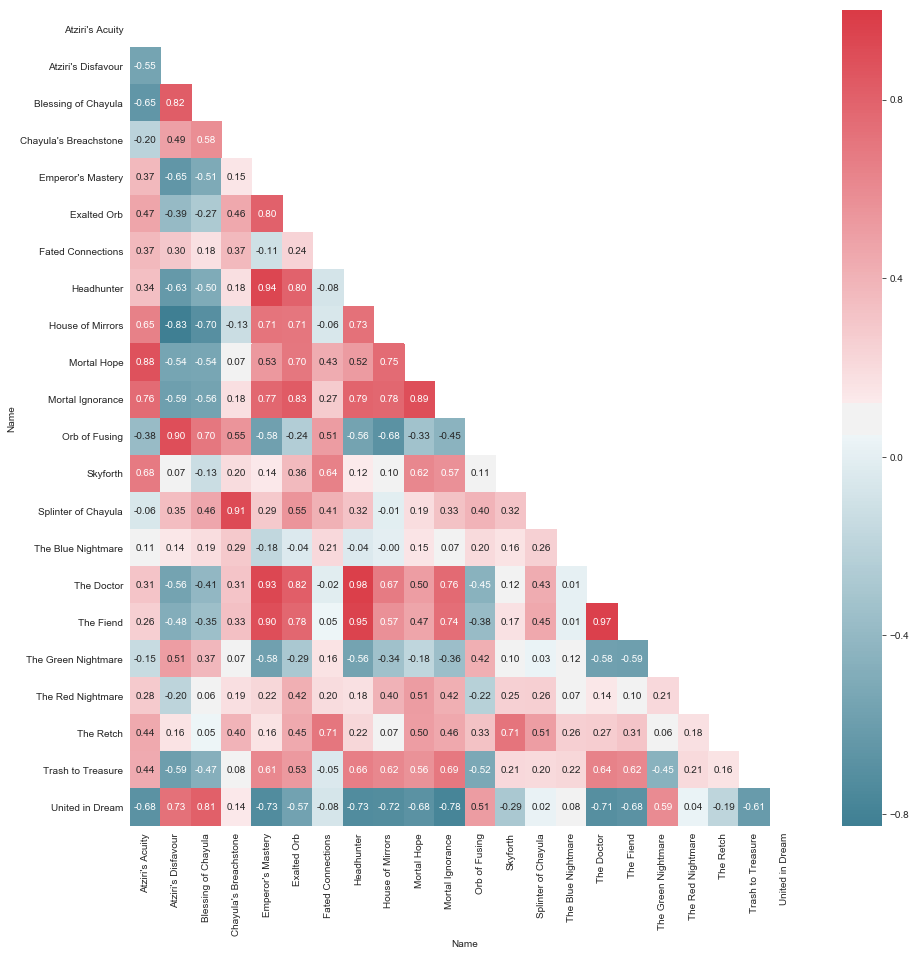 Atziri's Acuity
Atziri's Disfavour -0.55
Blessing of Chayula -0.65 0.82
Chayula's Breachstone -0.20 0.49 0.58
Emperor's Mastery 0.37 -0.65 -0.51 0.15
Exalted Orb 0.47 -0.39 -0.27 0.46 0.80
Fated Connections 0.37 0.30 0.18 0.37 -0.11 0.24
Headhunter 0.34 -0.63 -0.50 0.18 0.94 0.80 -0.08
House of Mirrors 0.65 -0.83 -0.70 -0.13 0.71 0.71 -0.06 0.73
Mortal Hope 0.88 -0.54 -0.54 0.07 0.53 0.70 0.43 0.52 0.75
Mortal Ignorance 0.76 -0.59 -0.56 0.18 0.77 0.83 0.27 0.79 0.78 0.89
Orb of Fusing -0.38 0.90 0.70 0.55 -0.58 -0.24 0.51 -0.56 -0.68 -0.33 -0.45
Skyforth 0.68 0.07 -0.13 0.20 0.14 0.36 0.64 0.12 0.10 0.62 0.57 0.11
Splinter of Chayula -0.06 0.35 0.46 0.91 0.29 0.55 0.41 0.32 -0.01 0.19 0.33 0.40 0.32
The Blue Nightmare 0.11 0.14 0.19 0.29 -0.18 -0.04 0.21 -0.04 -0.00 0.15 0.07 0.20 0.16 0.26
The Doctor 0.31 -0.56 -0.41 0.31 0.93 0.82 -0.02 0.98 0.67 0.50 0.76 -0.45 0.12 0.43 0.01
The Fiend 0.26 -0.48 -0.35 0.33 0.90 0.78 0.05 0.95 0.57 0.47 0.74 -0.38 0.17 0.45 0.01 0.97
The Green Nightmare -0.15 0.51 0.37 0.07 -0.58 -0.29 0.16 -0.56 -0.34 -0.18 -0.36 0.42 0.10 0.03 0.12 -0.58 -0.59
The Red Nightmare 0.28 -0.20 0.06 0.19 0.22 0.42 0.20 0.18 0.40 0.51 0.42 -0.22 0.25 0.26 0.07 0.14 0.10 0.21
The Retch 0.44 0.16 0.05 0.40 0.16 0.45 0.71 0.22 0.07 0.50 0.46 0.33 0.71 0.51 0.26 0.27 0.31 0.06 0.18
Trash to Treasure 0.44 -0.59 -0.47 0.08 0.61 0.53 -0.05 0.66 0.62 0.56 0.69 -0.52 0.21 0.20 0.22 0.64 0.62 -0.45 0.21 0.16
United in Dream -0.68 0.73 0.81 0.14 -0.73 -0.57 -0.08 -0.73 -0.72 -0.68 -0.78 0.51 -0.29 0.02 0.08 -0.71 -0.68 0.59 0.04 -0.19 -0.61
Name
Atziri's Acuity
Atziri's Disfavour
Blessing of Chayula
Chayula's Breachstone
Emperor's Mastery
Exalted Orb
Fated Connections
Headhunter
House of Mirrors
Mortal Hope
Mortal Ignorance
Orb of Fusing
Skyforth
Splinter of Chayula
The Blue Nightmare
The Doctor
The Fiend
The Green Nightmare
The Red Nightmare
The Retch
Trash to Treasure
United in Dream
Name
0.8
0.4
0.0
−0.4
−0.8